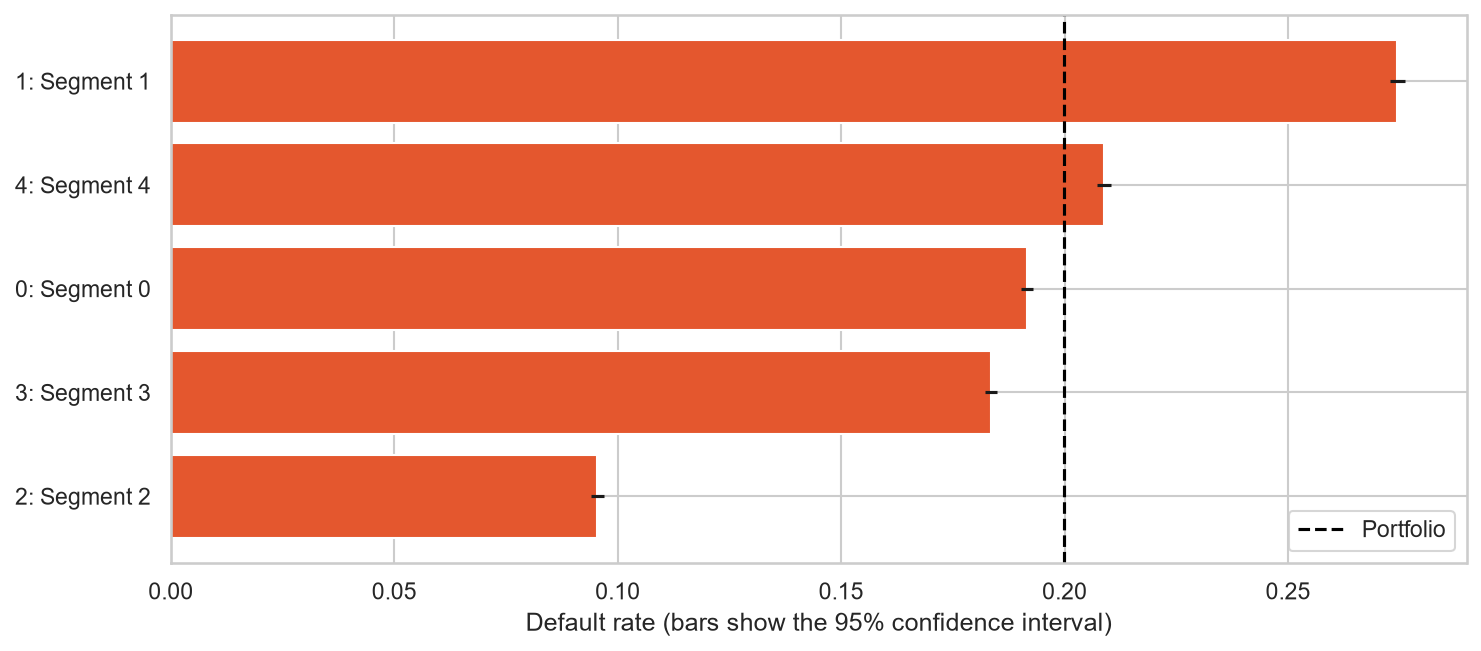 1: Segment 1
4: Segment 4
0: Segment 0
3: Segment 3
2: Segment 2
Portfolio
0.00 0.05 0.10 0.15 0.20 0.25
Default rate (bars show the 95% confidence interval)